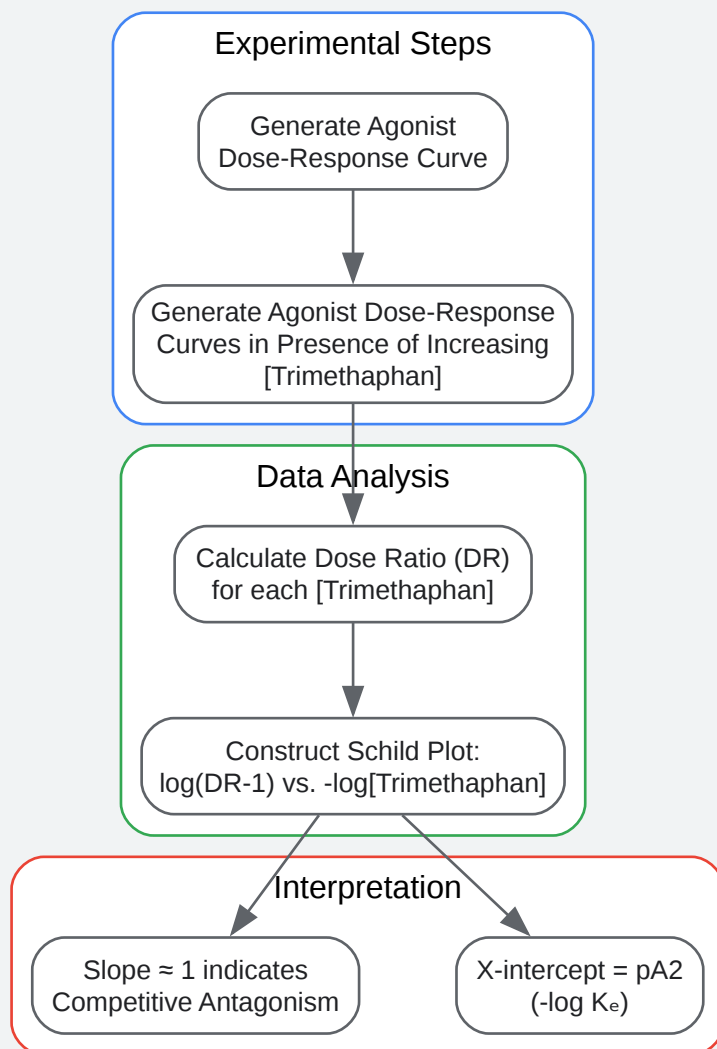 Experimental Steps
Generate Agonist
Dose-Response Curve
Generate Agonist Dose-Response
Curves in Presence of Increasing
[Trimethaphan]
Data Analysis
Calculate Dose Ratio (DR)
for each [Trimethaphan]
Construct Schild Plot:
log(DR-1) vs. -log[Trimethaphan]
Interpretation
Slope ≈ 1 indicates
Competitive Antagonism
X-intercept = pA2
(-log Kₑ)